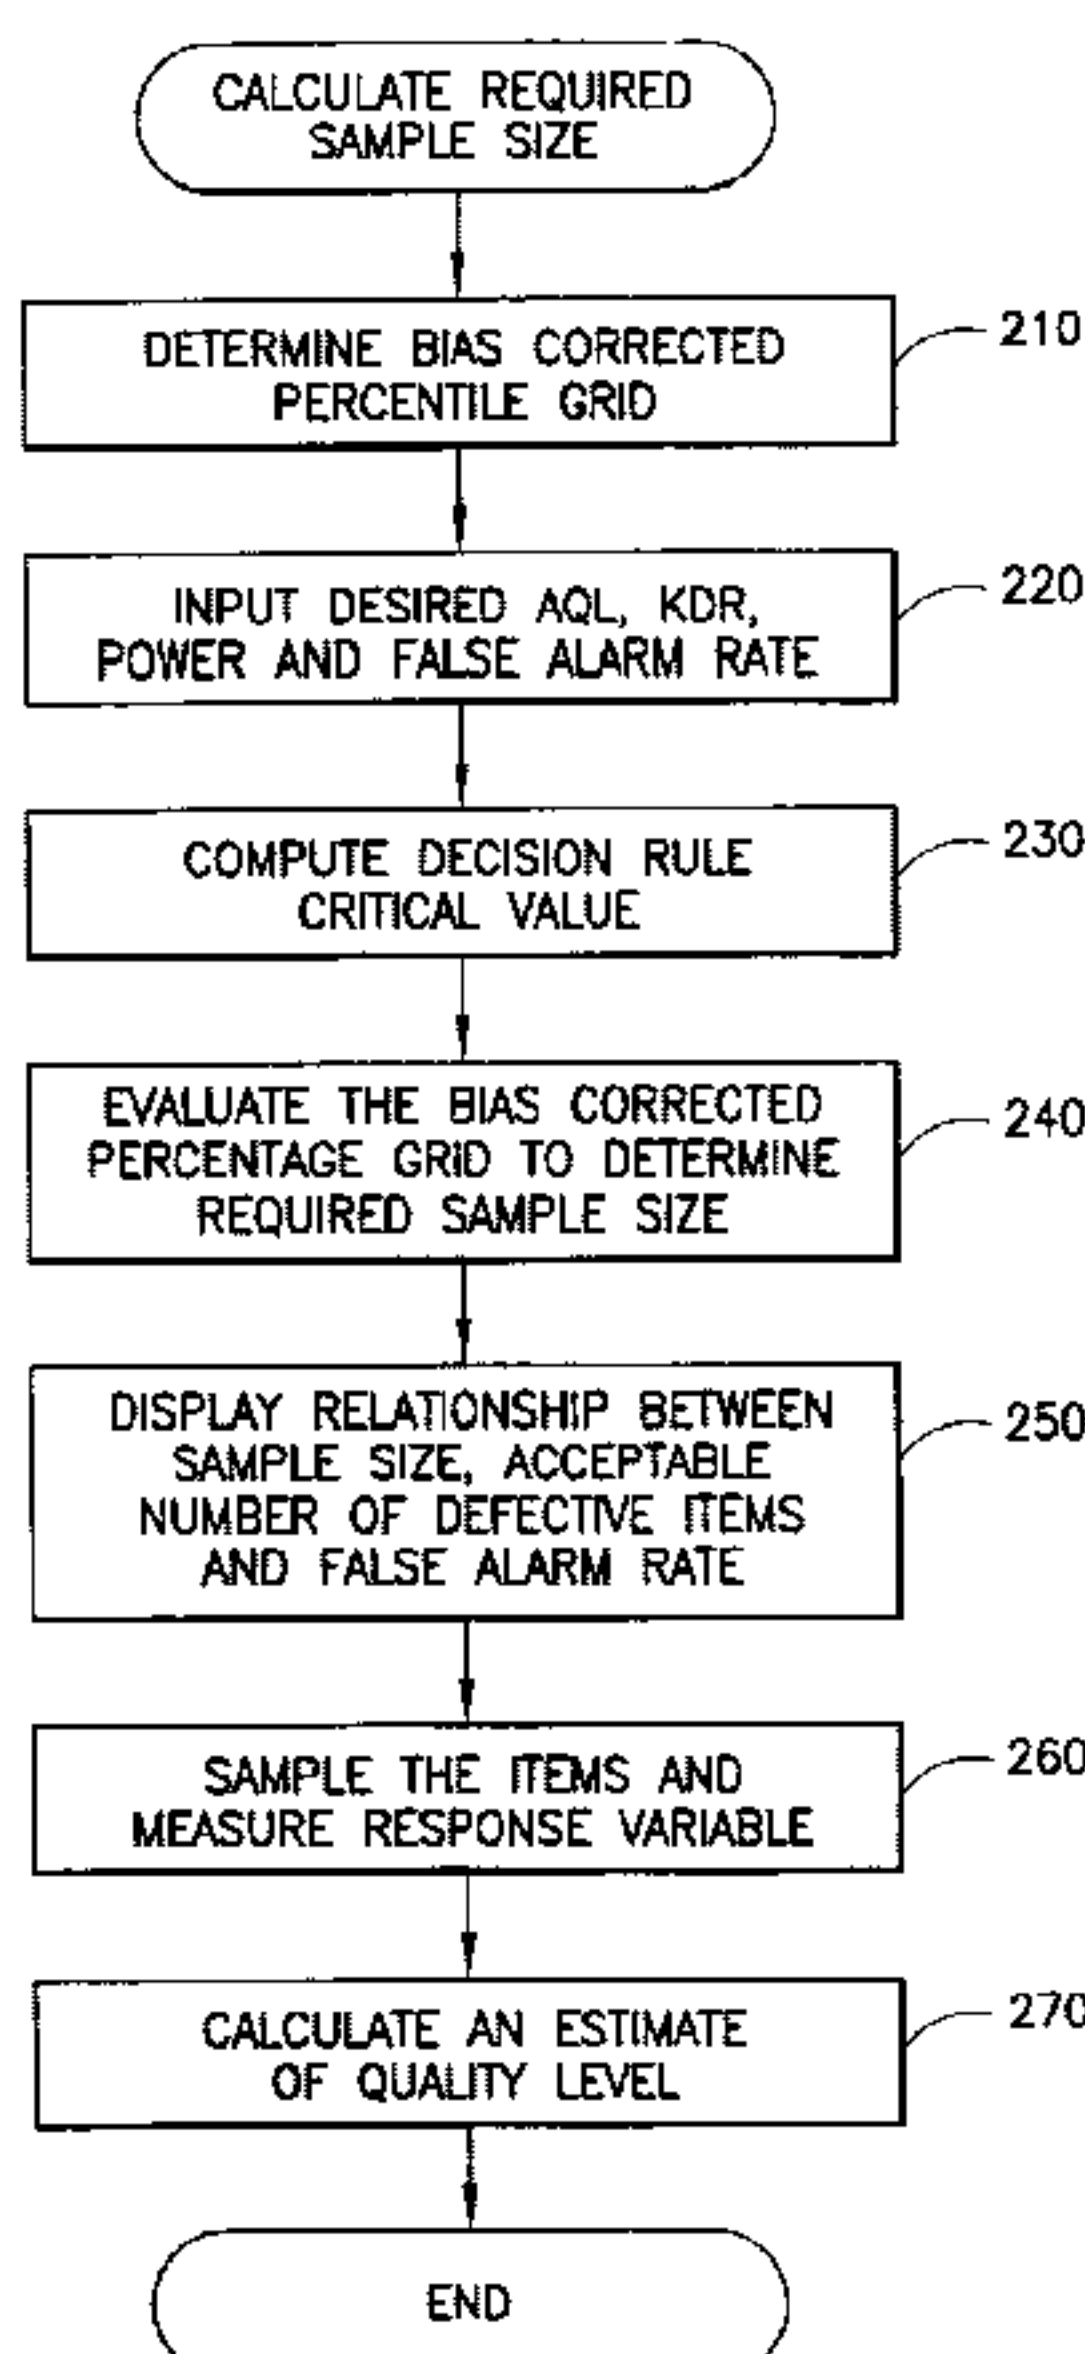 CALCULATE REQUIRED
SAMPLE SIZE
DETERMINE BIAS CORRECTED
PERCENTILE GRID
210
INPUT DESIRED AQL, KDR,
POWER AND FALSE ALARM RATE
220
COMPUTE DECISION RULE
CRITICAL VALUE
230
EVALUATE THE BIAS CORRECTED
PERCENTAGE GRID TO DETERMINE
REQUIRED SAMPLE SIZE
240
DISPLAY RELATIONSHIP BETWEEN
SAMPLE SIZE, ACCEPTABLE
NUMBER OF DEFECTIVE ITEMS
AND FALSE ALARM RATE
250
SAMPLE THE ITEMS AND
MEASURE RESPONSE VARIABLE
260
CALCULATE AN ESTIMATE
OF QUALITY LEVEL
270
END